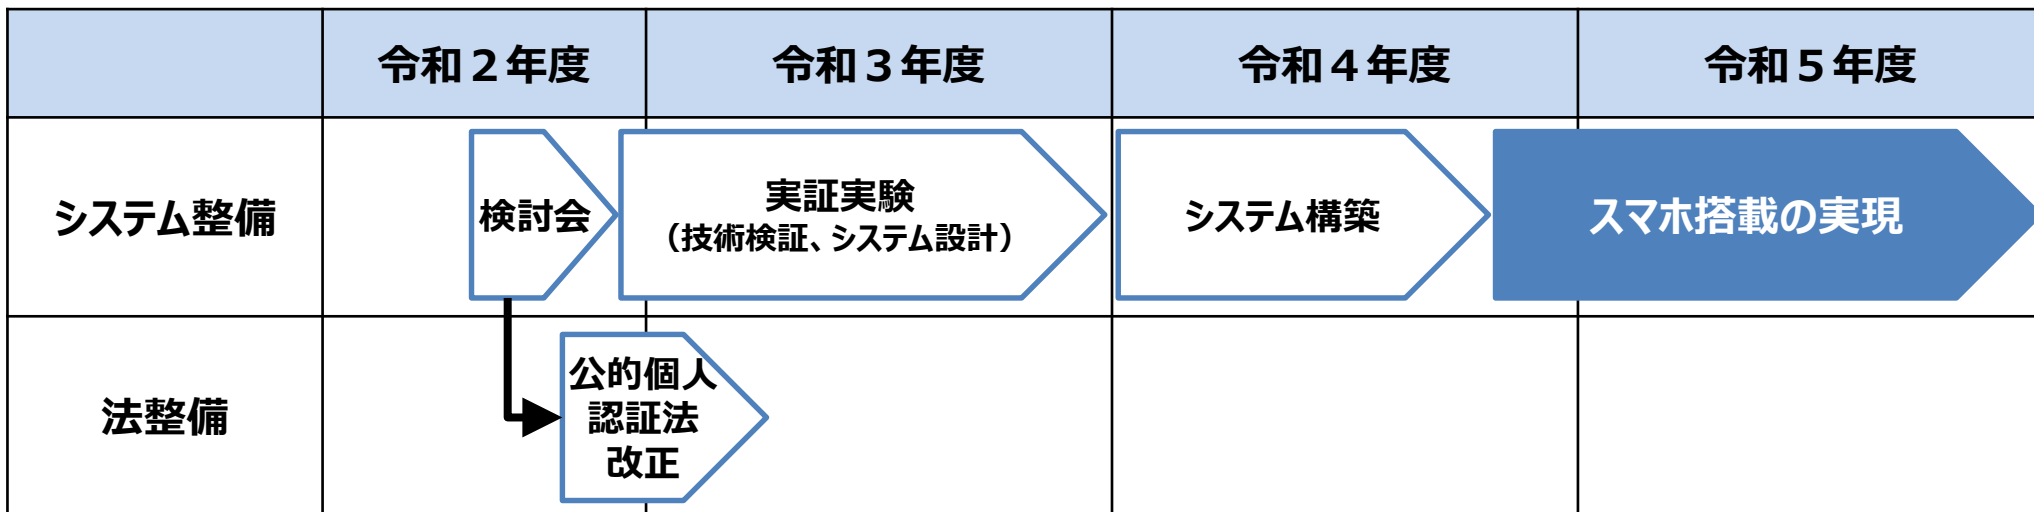 令和２年度
令和３年度
令和４年度
令和５年度
システム整備
検討会
実証実験
（技術検証、システム設計）
システム構築
スマホ搭載の実現
法整備
公的個人
認証法
改正